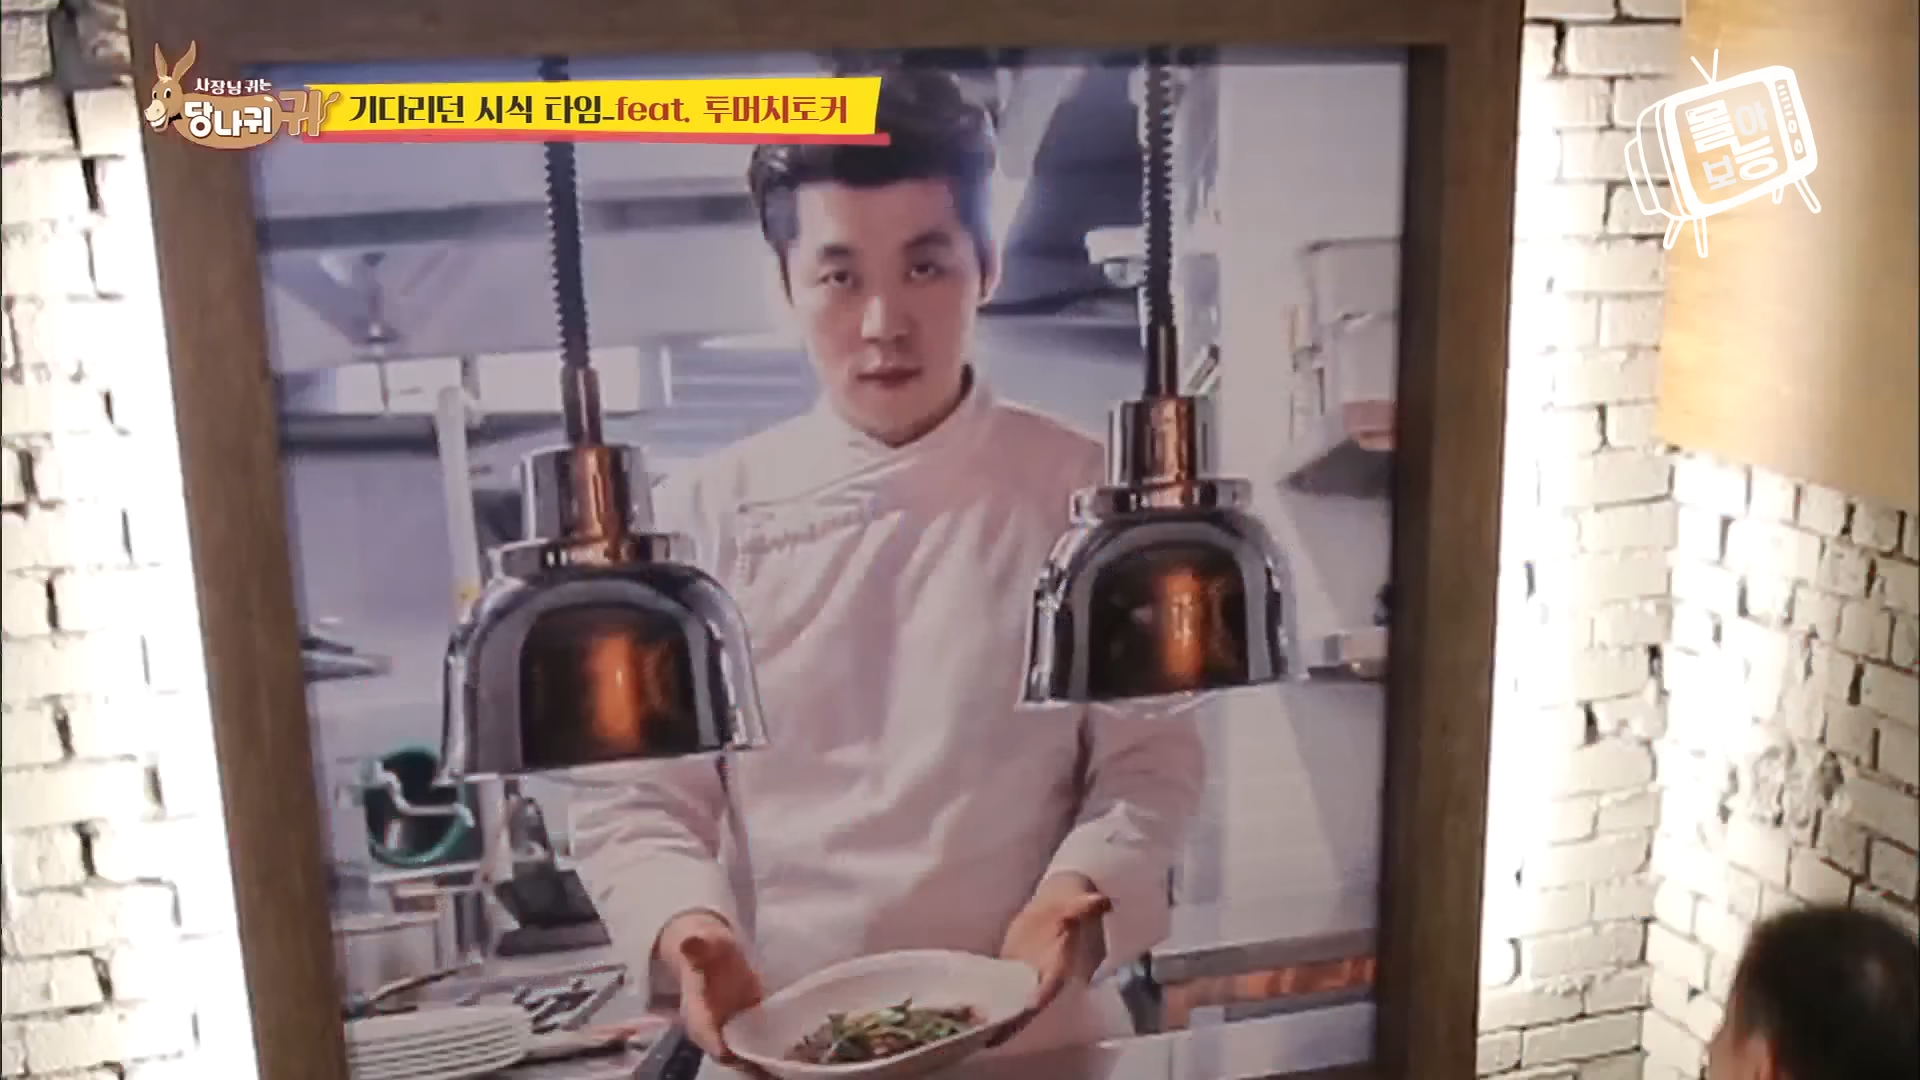 사장님 귀는
당나귀 귀
기다리던 시식 타임_feat. 투머치토커
몰아
보능